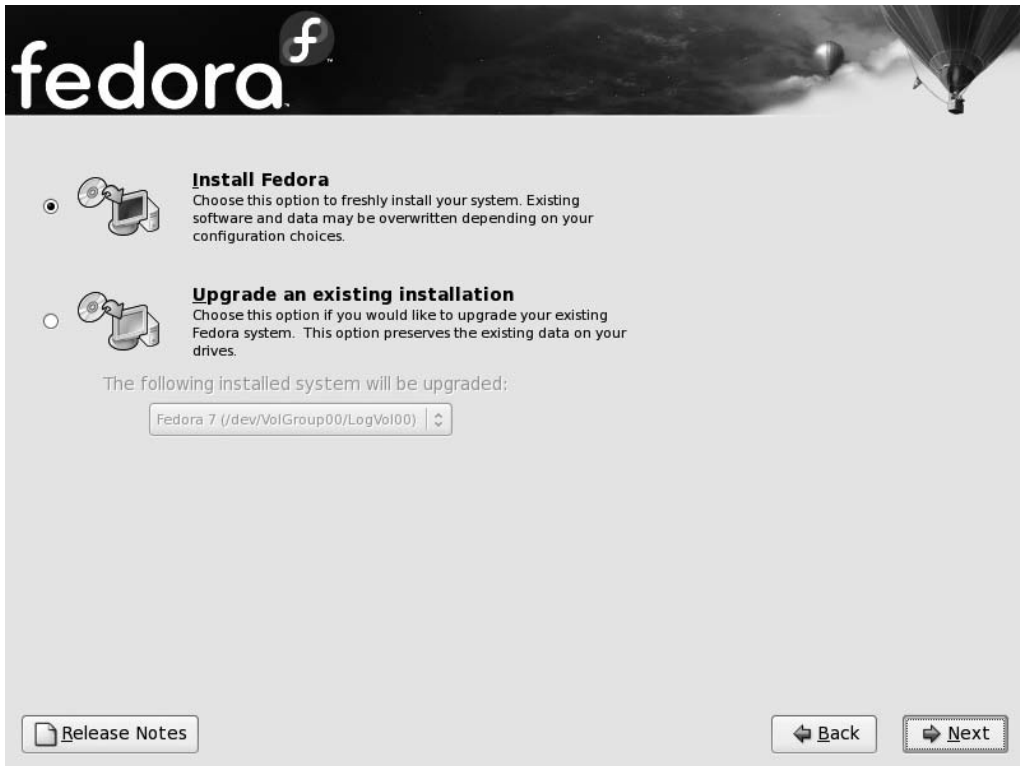 fedora
Install Fedora
Choose this option to freshly install your system. Existing
software and data may be overwritten depending on your
configuration choices.
Upgrade an existing installation
Choose this option if you would like to upgrade your existing
Fedora system.  This option preserves the existing data on your
drives.
The following installed system will be upgraded:
Fedora 7 (/dev/VolGroup00/LogVol00)
Release Notes
Back
Next